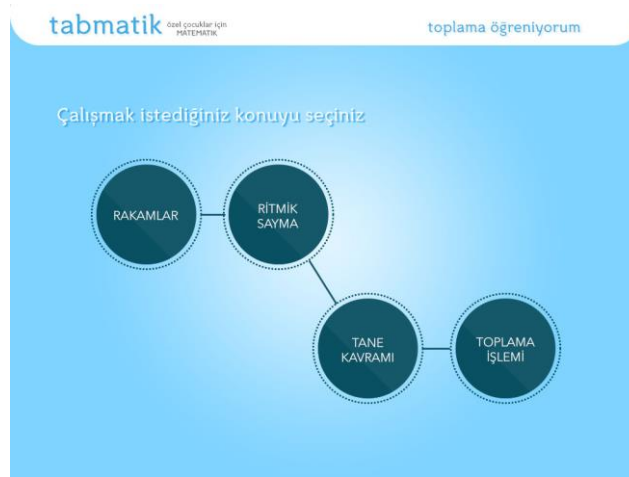 tabmatik özel çocuklar için
MATEMATİK
toplama öğreniyorum
Çalışmak istediğiniz konuyu seçiniz
RAKAMLAR
RİTMİK
SAYMA
TANE
KAVRAMI
TOPLAMA
İŞLEMİ